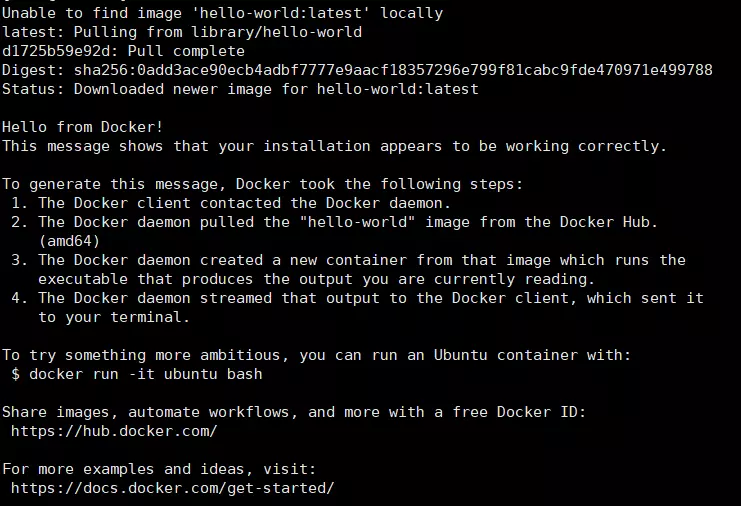 Unable to find image 'hello-world:latest' locally
latest: Pulling from library/hello-world
d1725b59e92d: Pull complete
Digest: sha256:0add3ace90ecb4adbf7777e9aacf18357296e799f81cabc9fde470971e499788
Status: Downloaded newer image for hello-world:latest
Hello from Docker!
This message shows that your installation appears to be working correctly.
To generate this message, Docker took the following steps:
1. The Docker client contacted the Docker daemon.
2. The Docker daemon pulled the "hello-world" image from the Docker Hub.
(amd64)
3. The Docker daemon created a new container from that image which runs the
executable that produces the output you are currently reading.
4. The Docker daemon streamed that output to the Docker client, which sent it
to your terminal.
To try something more ambitious, you can run an Ubuntu container with:
$ docker run -it ubuntu bash
Share images, automate workflows, and more with a free Docker ID:
https://hub.docker.com/
For more examples and ideas, visit:
https://docs.docker.com/get-started/